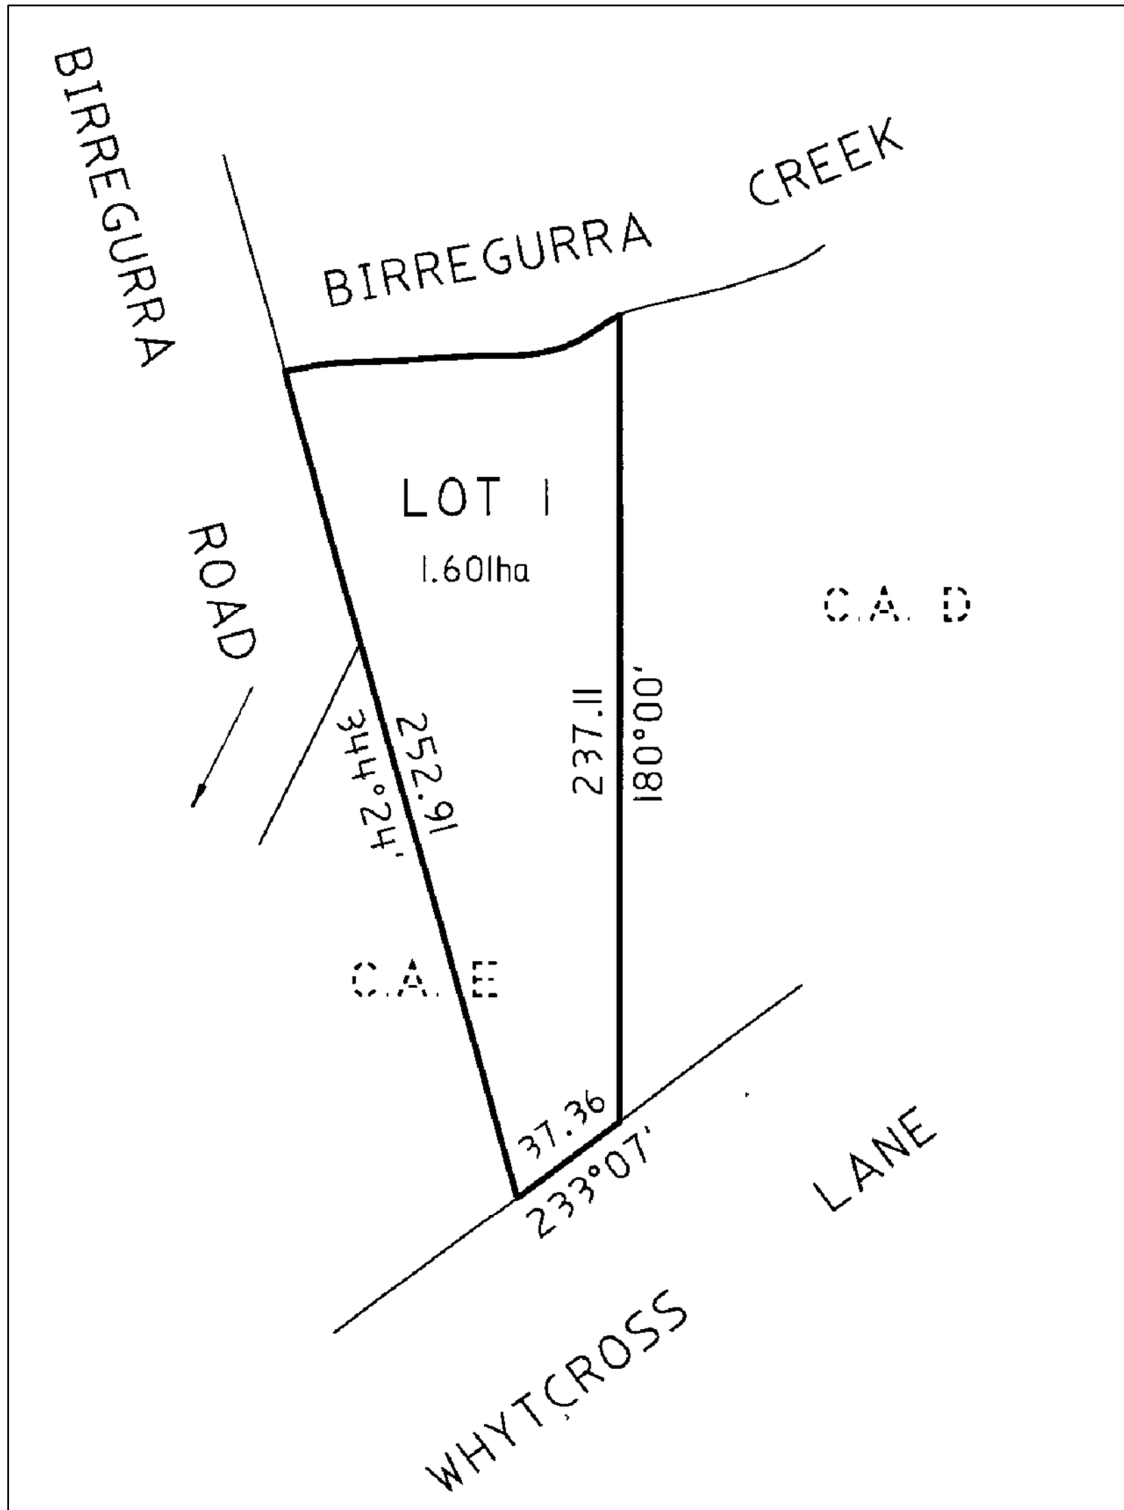 BIRREGURRA
ROAD
BIRREGURRA CREEK
LOT 1
1.601ha
C.A. D
237.11
180°00'
252.91
344°24'
C.A. E
37.36
233°07'
WHYTCROSS LANE